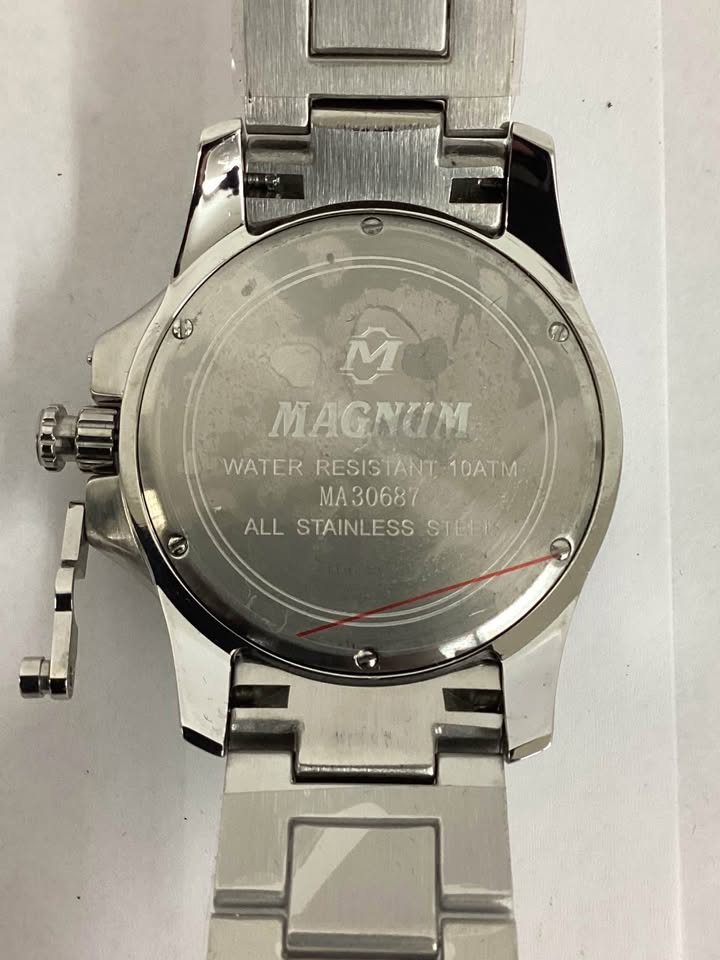 M
MAGNUM
WATER RESISTANT 10ATM
MA30687
ALL STAINLESS STEEL